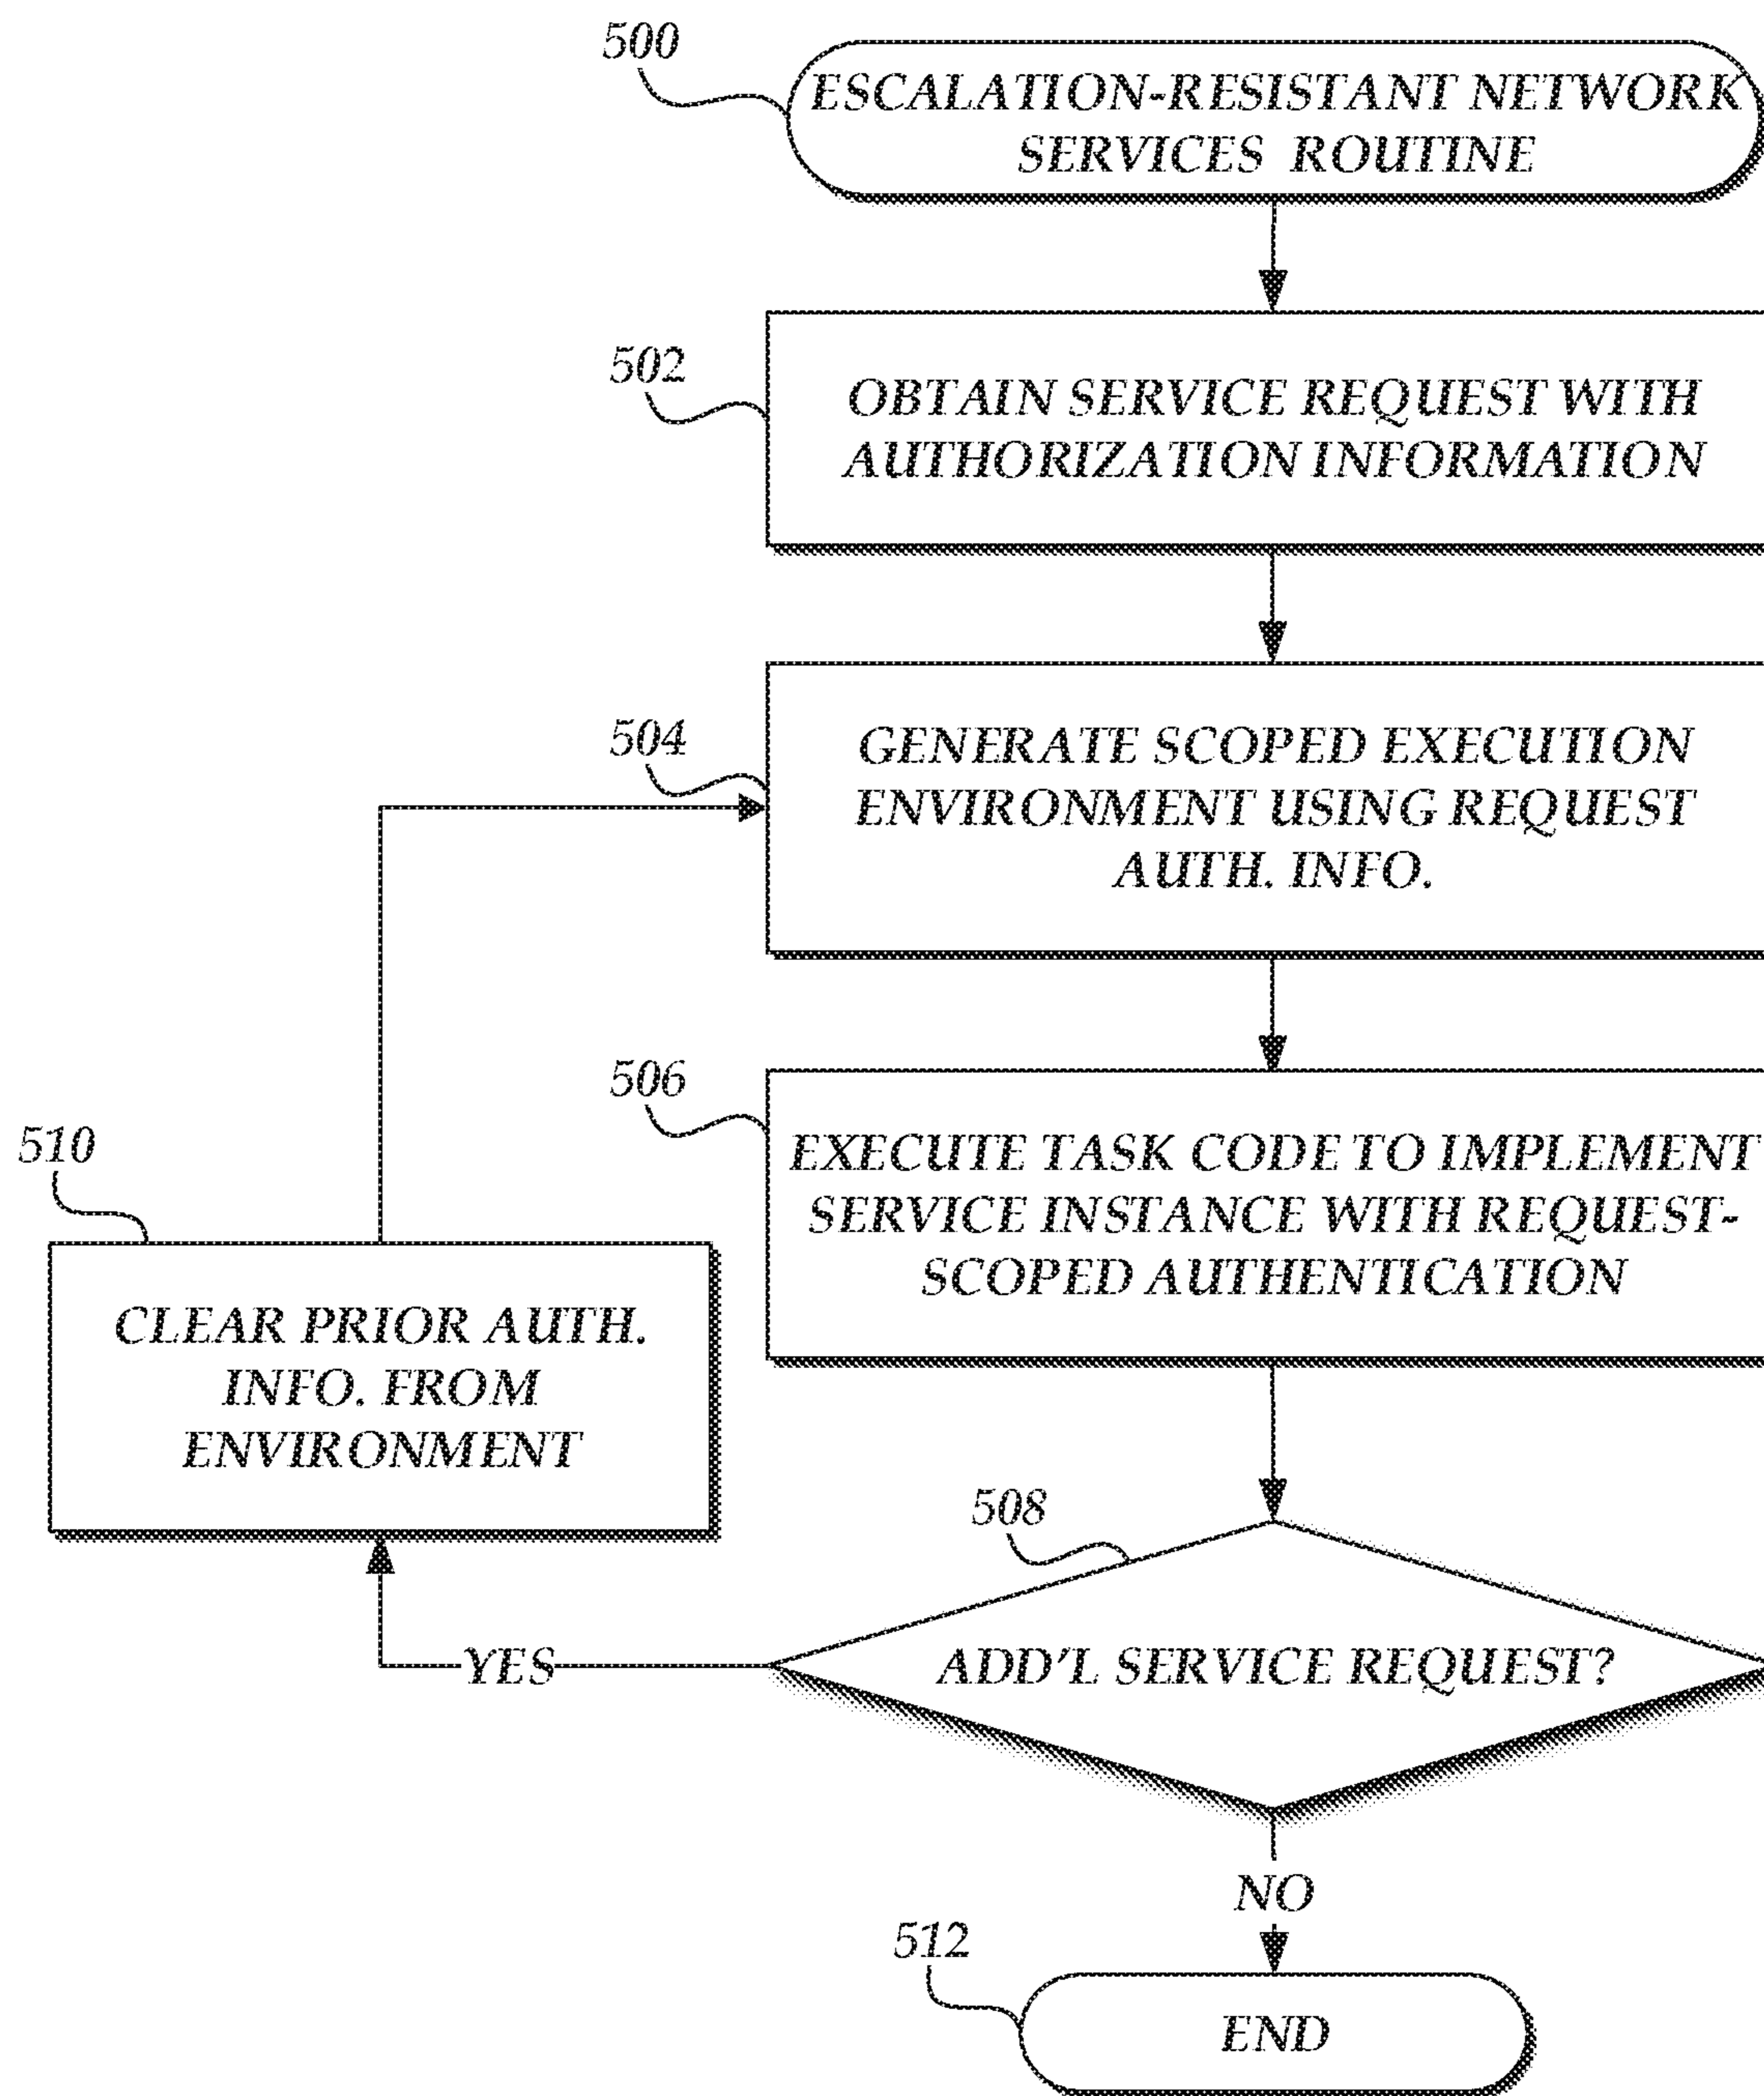 500
ESCALATION-RESISTANT NETWORK
SERVICES ROUTINE
502
OBTAIN SERVICE REQUEST WITH
AUTHORIZATION INFORMATION
504
GENERATE SCOPED EXECUTION
ENVIRONMENT USING REQUEST
AUTH. INFO.
506
EXECUTE TASK CODE TO IMPLEMENT
SERVICE INSTANCE WITH REQUEST-
SCOPED AUTHENTICATION
510
CLEAR PRIOR AUTH.
INFO. FROM
ENVIRONMENT
508
ADD'L SERVICE REQUEST?
YES
NO
512
END